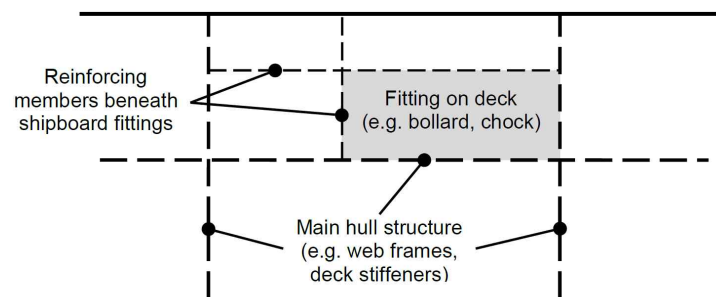 Reinforcing
members beneath
shipboard fittings
Fitting on deck
(e.g. bollard, chock)
Main hull structure
(e.g. web frames,
deck stiffeners)